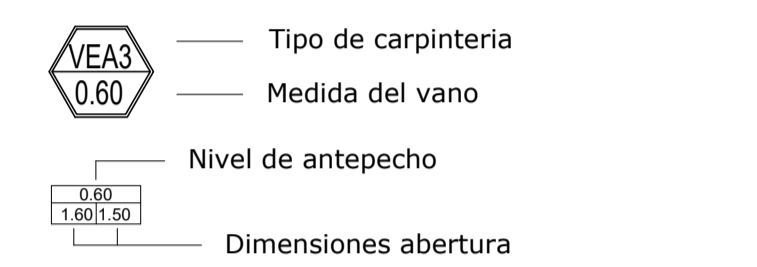 VEA3 Tipo de carpinteria
0.60 Medida del vano
Nivel de antepecho
0.60
1.60 1.50
Dimensiones abertura